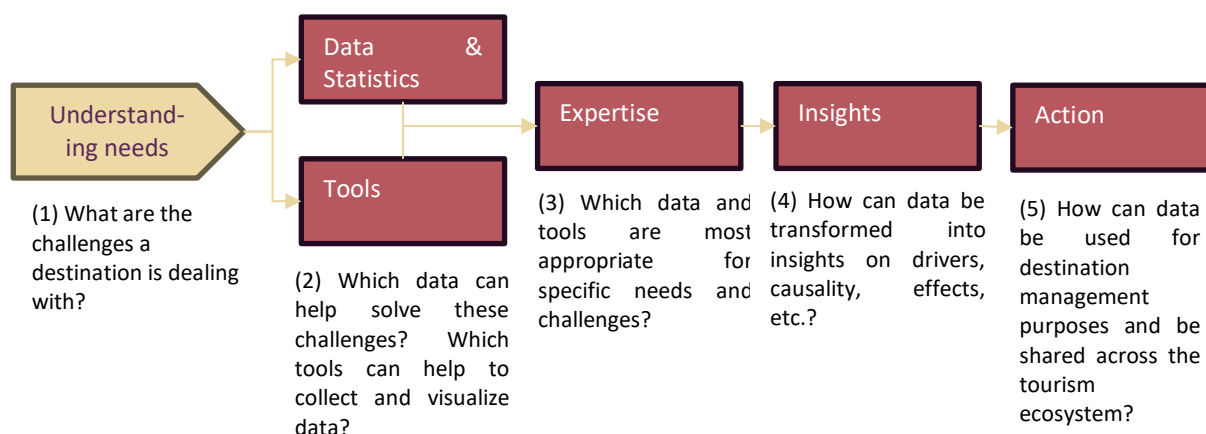 Understand-
ing needs
(1) What are the
challenges a
destination is dealing
with?
Data &
Statistics
Tools
(2) Which data can
help solve these
challenges? Which
tools can help to
collect and visualize
data?
Expertise
(3) Which data and
tools are most
appropriate for
specific needs and
challenges?
Insights
(4) How can data be
transformed into
insights on drivers,
causality, effects,
etc.?
Action
(5) How can data
be used for
destination
management
purposes and be
shared across the
tourism
ecosystem?